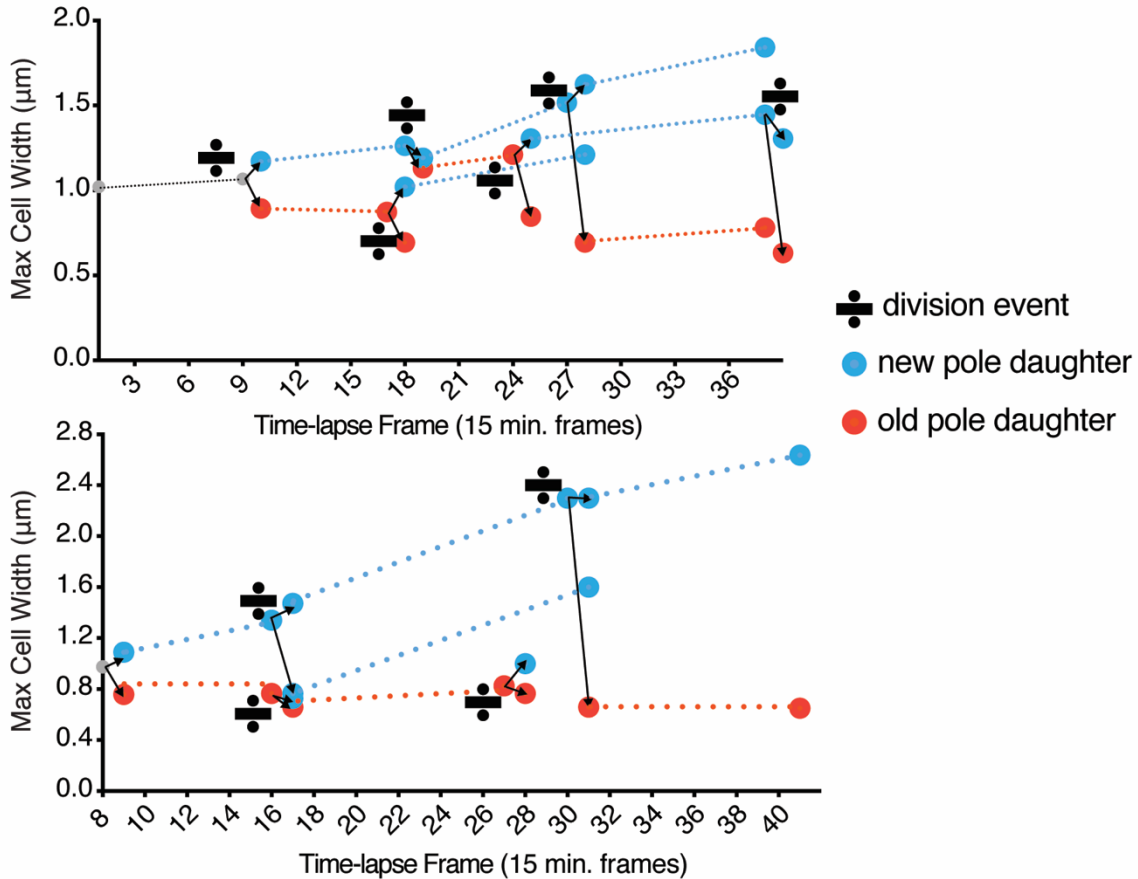 Max Cell Width (μm)
2.0
1.5
1.0
0.5
0.0
3 6 9 12 15 18 21 24 27 30 33 36
Time-lapse Frame (15 min. frames)
division event
new pole daughter
old pole daughter
Max Cell Width (μm)
2.8
2.4
2.0
1.6
1.2
0.8
0.4
0.0
8 10 12 14 16 18 20 22 24 26 28 30 32 34 36 38 40
Time-lapse Frame (15 min. frames)